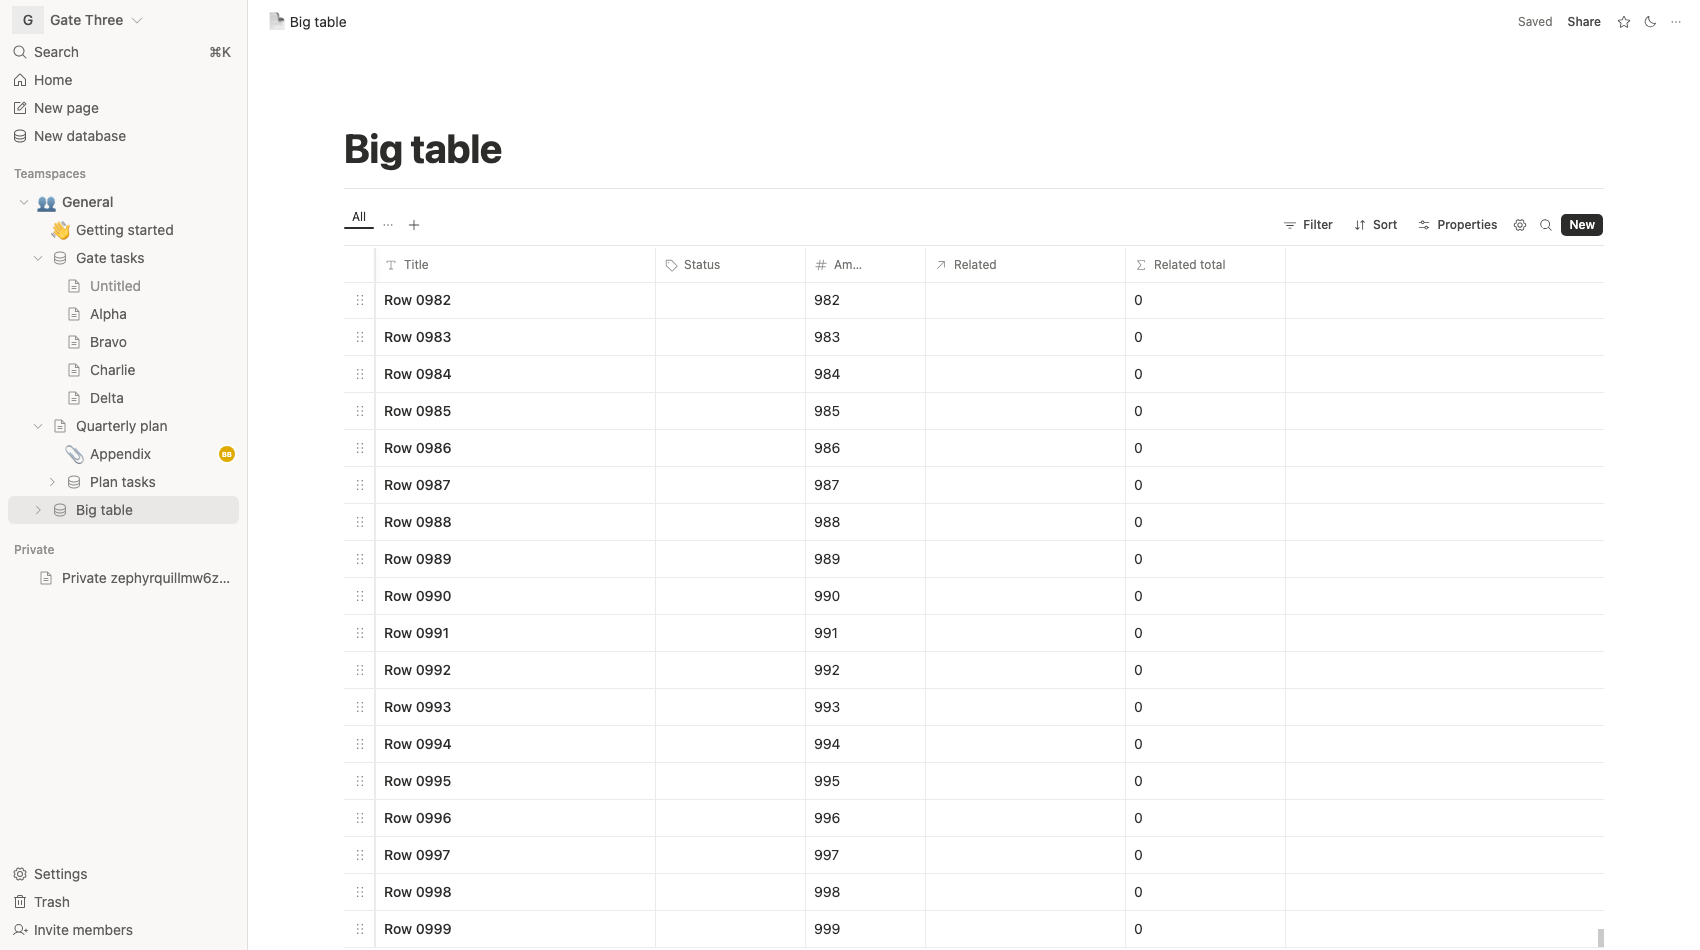 G Gate Three
Search ⌘K
Home
New page
New database
Teamspaces
General
Getting started
Gate tasks
Untitled
Alpha
Bravo
Charlie
Delta
Quarterly plan
Appendix BB
Plan tasks
Big table
Private
Private zephyrquillmw6z...
Settings
Trash
Invite members
Big table
Saved Share
Big table
All
Filter Sort Properties New
Title Status Am... Related Related total
Row 0982 982 0
Row 0983 983 0
Row 0984 984 0
Row 0985 985 0
Row 0986 986 0
Row 0987 987 0
Row 0988 988 0
Row 0989 989 0
Row 0990 990 0
Row 0991 991 0
Row 0992 992 0
Row 0993 993 0
Row 0994 994 0
Row 0995 995 0
Row 0996 996 0
Row 0997 997 0
Row 0998 998 0
Row 0999 999 0